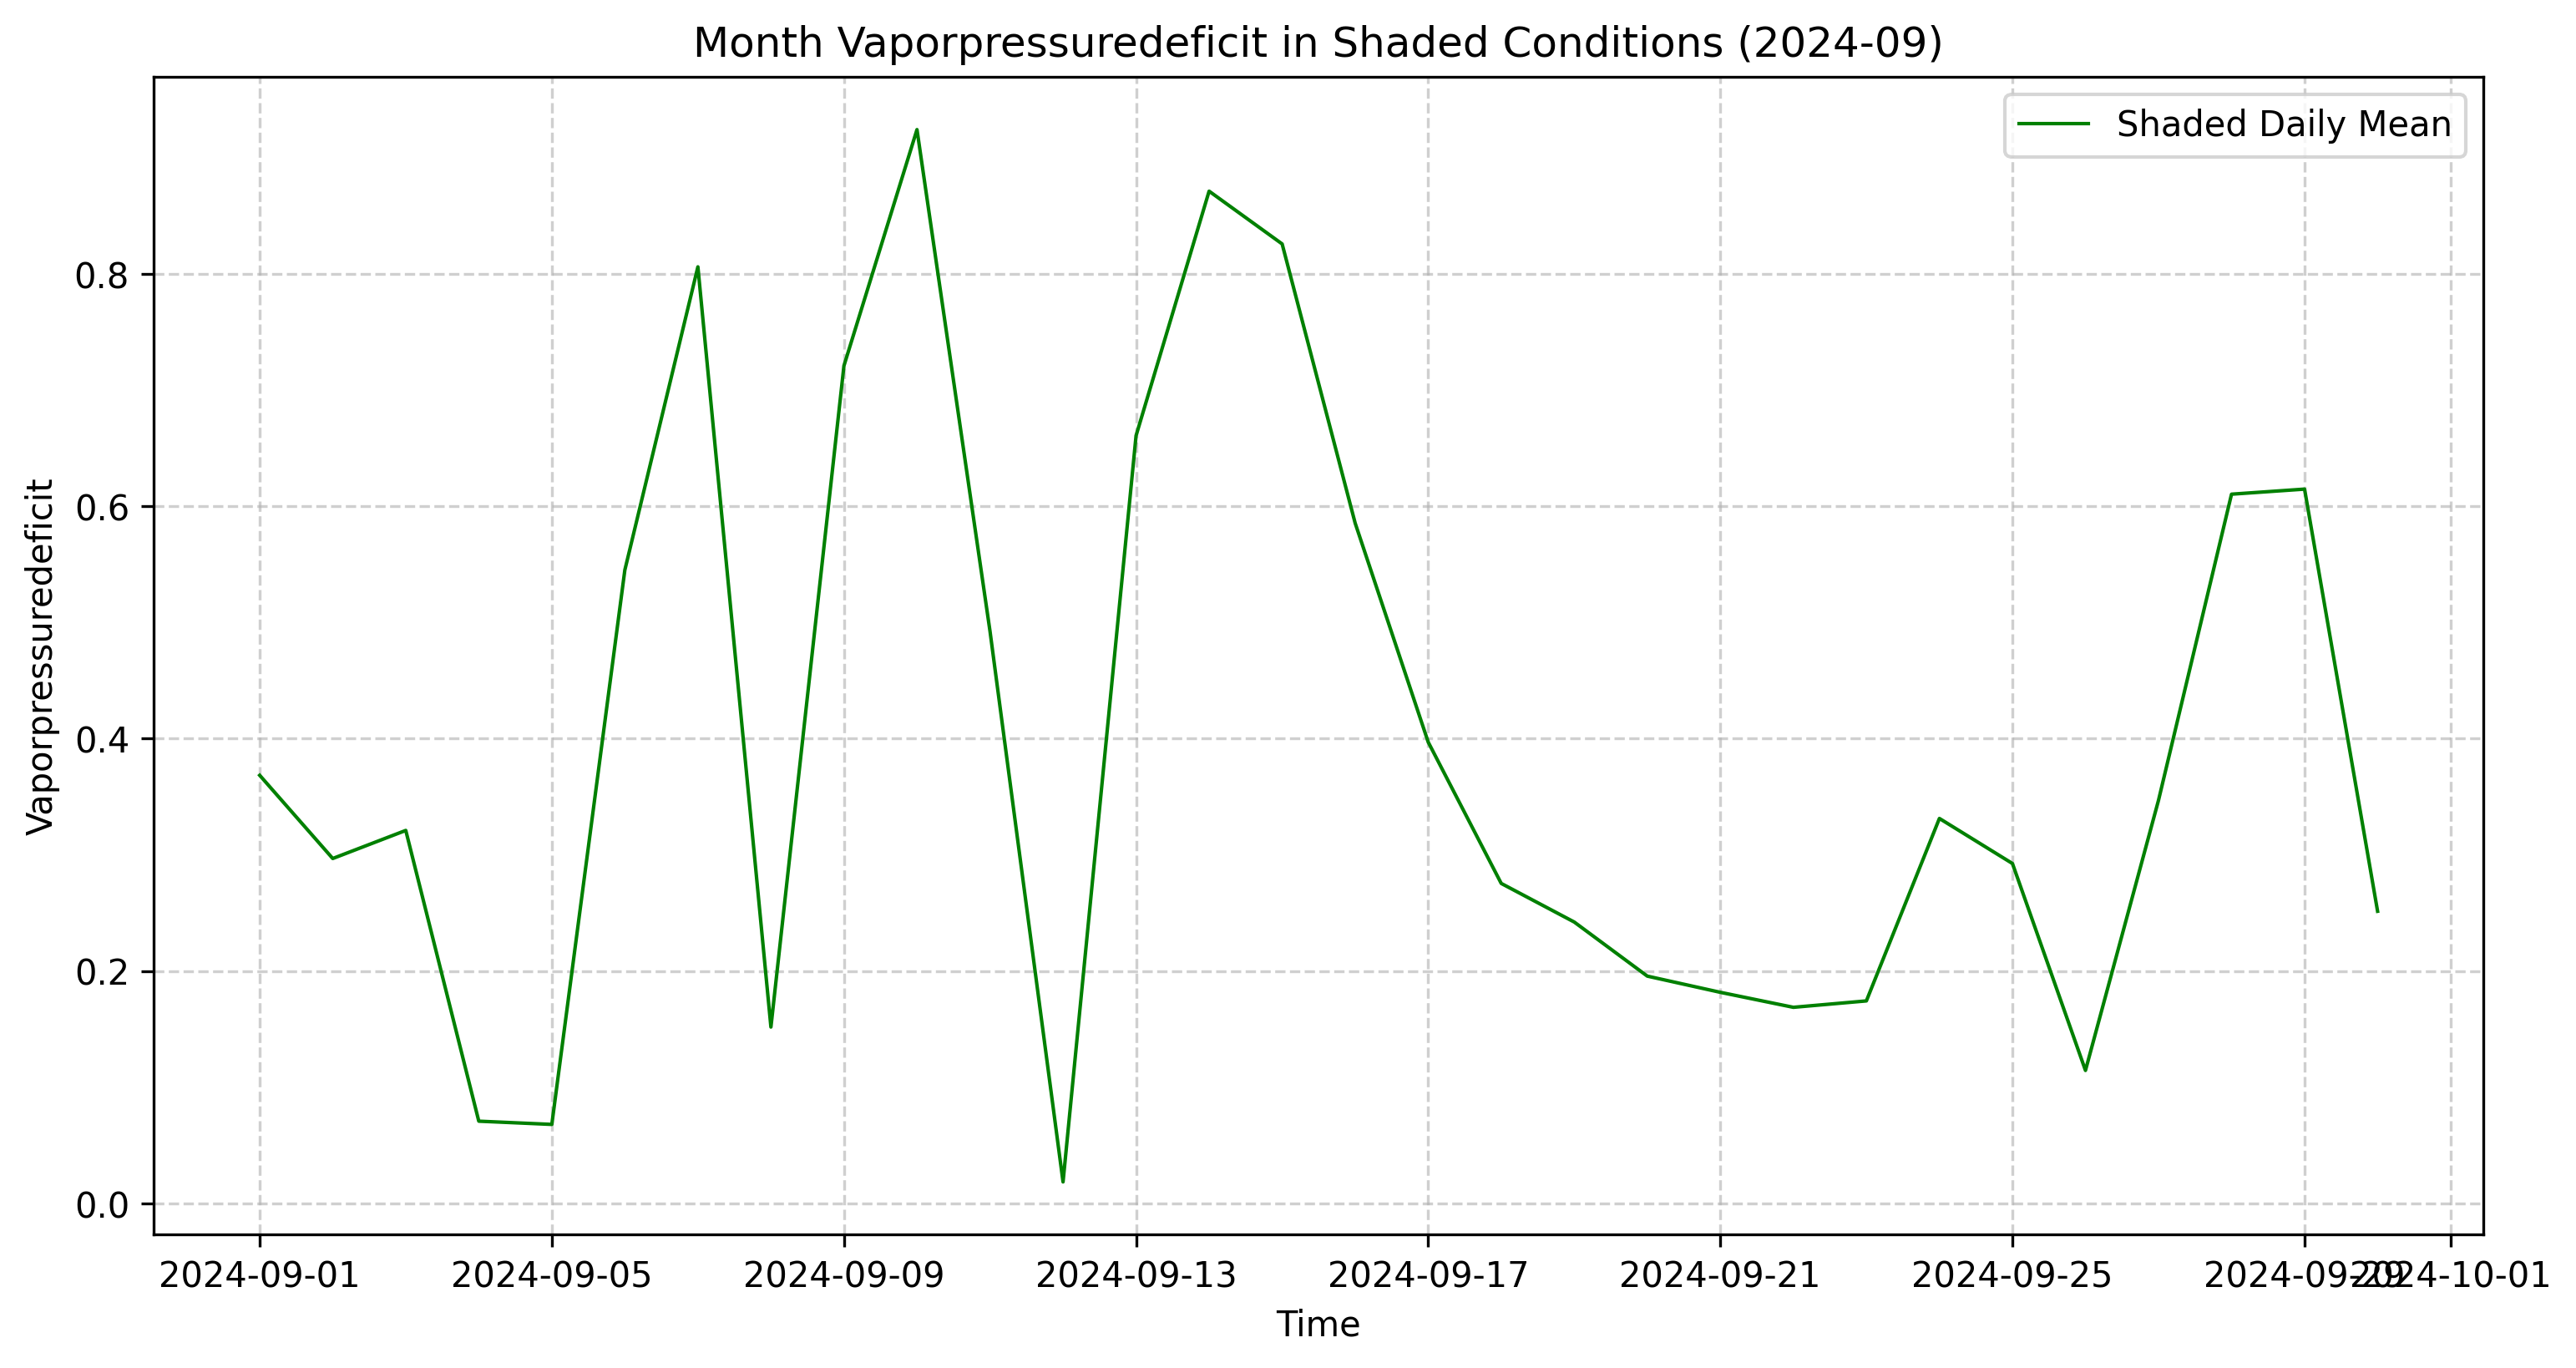 Month Vaporpressuredeficit in Shaded Conditions (2024-09)
Shaded Daily Mean
Vaporpressuredeficit
0.8
0.6
0.4
0.2
0.0
2024-09-01 2024-09-05 2024-09-09 2024-09-13 2024-09-17 2024-09-21 2024-09-25 2024-09-29 2024-10-01
Time